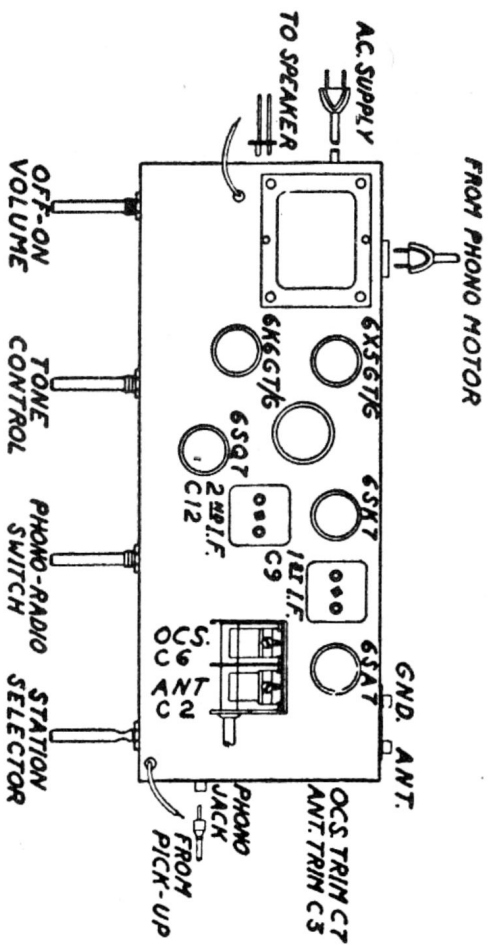 FROM PHONO MOTOR
GND. ANT.
A.C. SUPPLY
6X5GT/G
6SK7
1ST I.F.
C9
6SA7
OCS. TRIM C7
ANT. TRIM C3
TO SPEAKER
6K6GT/G
6SQ7
2ND I.F.
C12
OCS.
C6
ANT
C2
PHONO
JACK
FROM
PICK-UP
OFF-ON
VOLUME
TONE
CONTROL
PHONO-RADIO
SWITCH
STATION
SELECTOR